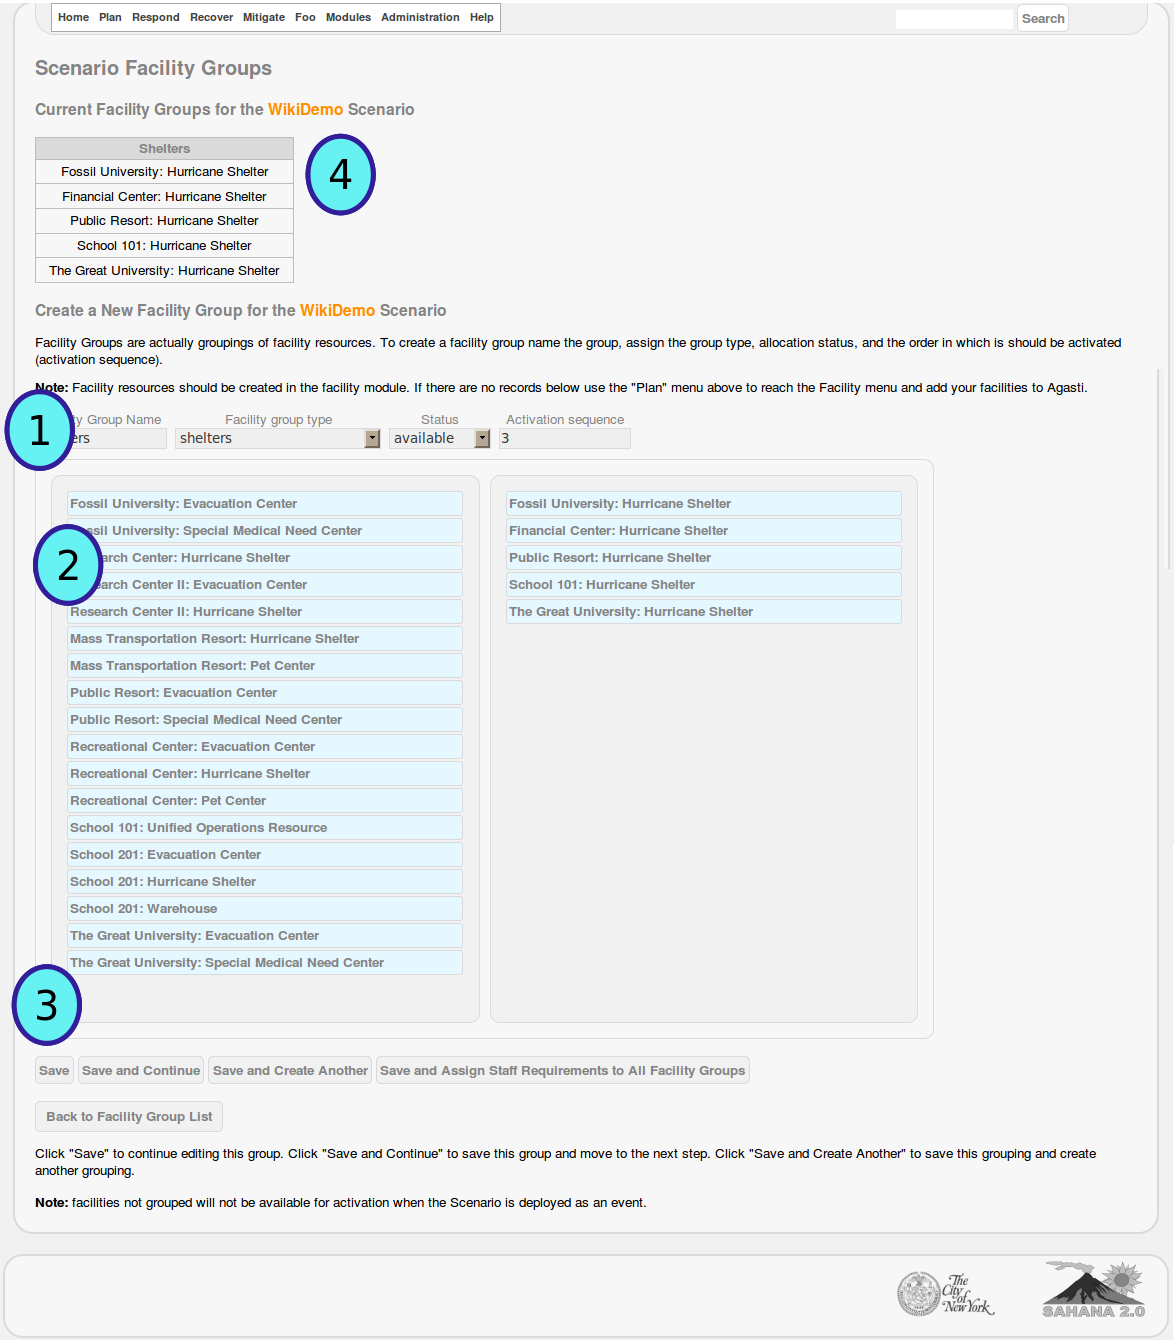 Home Plan Respond Recover Mitigate Foo Modules Administration Help
Search
Scenario Facility Groups
Current Facility Groups for the WikiDemo Scenario
Shelters
Fossil University: Hurricane Shelter
Financial Center: Hurricane Shelter
Public Resort: Hurricane Shelter
School 101: Hurricane Shelter
The Great University: Hurricane Shelter
4
Create a New Facility Group for the WikiDemo Scenario
Facility Groups are actually groupings of facility resources. To create a facility group name the group, assign the group type, allocation status, and the order in which is should be activated
(activation sequence).
Note: Facility resources should be created in the facility module. If there are no records below use the "Plan" menu above to reach the Facility menu and add your facilities to Agasti.
1
Group Name Facility group type Status Activation sequence
shelters available 3
Fossil University: Evacuation Center
University: Special Medical Need Center
2
Center: Hurricane Shelter
Center II: Evacuation Center
Research Center II: Hurricane Shelter
Mass Transportation Resort: Hurricane Shelter
Mass Transportation Resort: Pet Center
Public Resort: Evacuation Center
Public Resort: Special Medical Need Center
Recreational Center: Evacuation Center
Recreational Center: Hurricane Shelter
Recreational Center: Pet Center
School 101: Unified Operations Resource
School 201: Evacuation Center
School 201: Hurricane Shelter
School 201: Warehouse
The Great University: Evacuation Center
The Great University: Special Medical Need Center
Fossil University: Hurricane Shelter
Financial Center: Hurricane Shelter
Public Resort: Hurricane Shelter
School 101: Hurricane Shelter
The Great University: Hurricane Shelter
3
Save Save and Continue Save and Create Another Save and Assign Staff Requirements to All Facility Groups
Back to Facility Group List
Click "Save" to continue editing this group. Click "Save and Continue" to save this group and move to the next step. Click "Save and Create Another" to save this grouping and create
another grouping.
Note: facilities not grouped will not be available for activation when the Scenario is deployed as an event.
The
City
of
New York
SAHANA 2.0